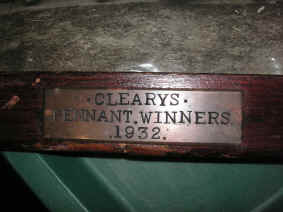 ·CLEARYS·
PENNANT.WINNERS.
.1932.